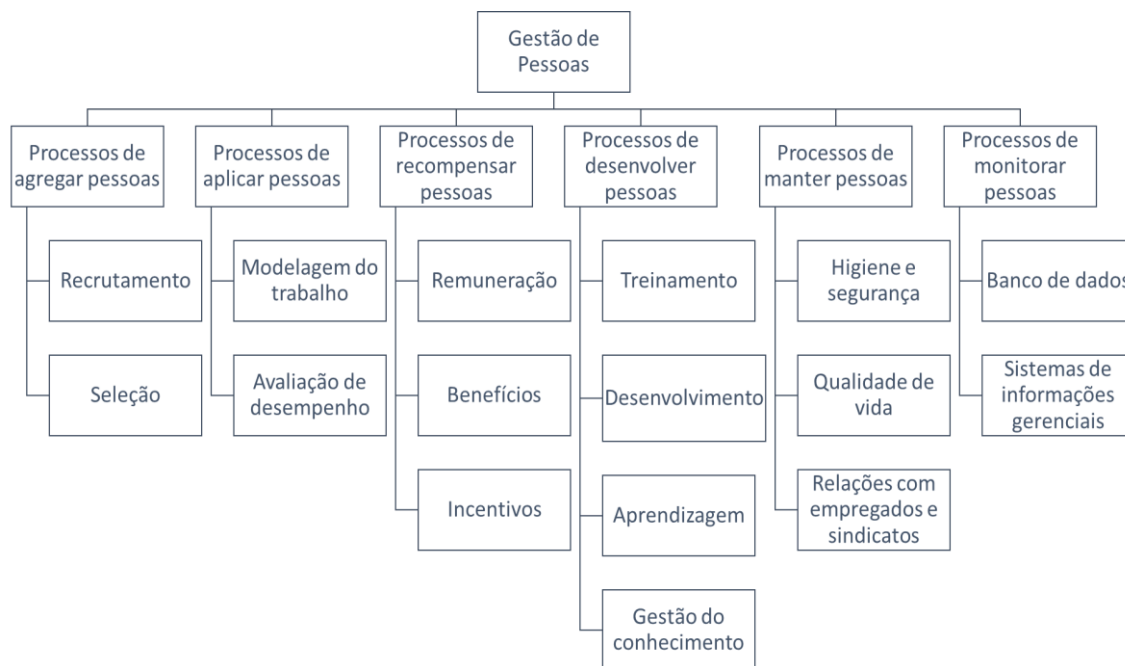 Gestão de
Pessoas
Processos de
agregar pessoas
Processos de
aplicar pessoas
Processos de
recompensar
pessoas
Processos de
desenvolver
pessoas
Processos de
manter pessoas
Processos de
monitorar
pessoas
Recrutamento
Modelagem do
trabalho
Remuneração
Treinamento
Higiene e
segurança
Banco de dados
Seleção
Avaliação de
desempenho
Benefícios
Desenvolvimento
Qualidade de
vida
Sistemas de
informações
gerenciais
Incentivos
Aprendizagem
Relações com
empregados e
sindicatos
Gestão do
conhecimento